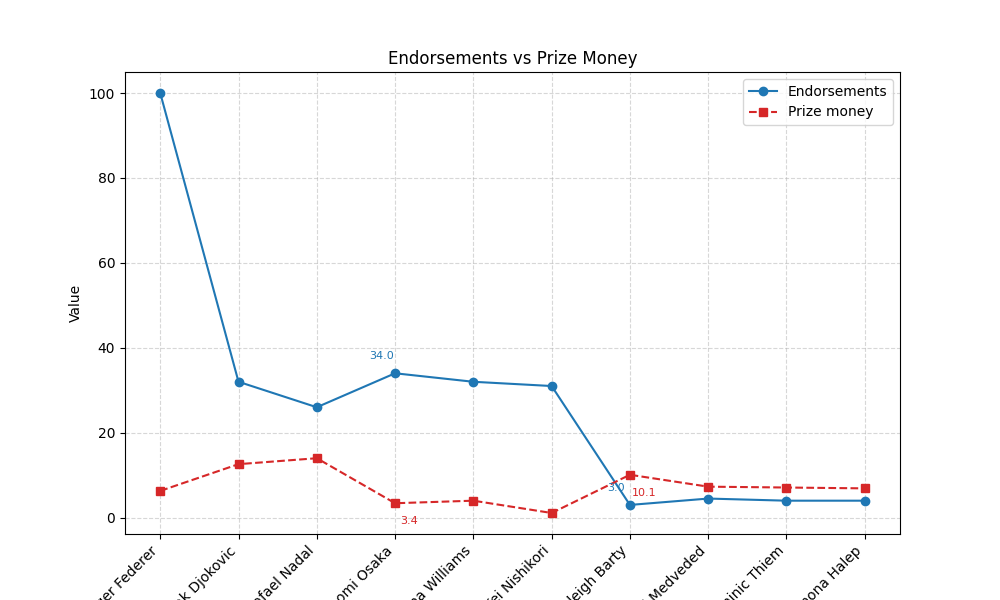 Endorsements vs Prize Money
Endorsements
Prize money
100
80
60
40
20
0
Value
34.0
3.4
3.0
10.1
Federer
Djokovic
Nadal
Osaka
Williams
Nishikori
Barty
Medveded
Thiem
Halep